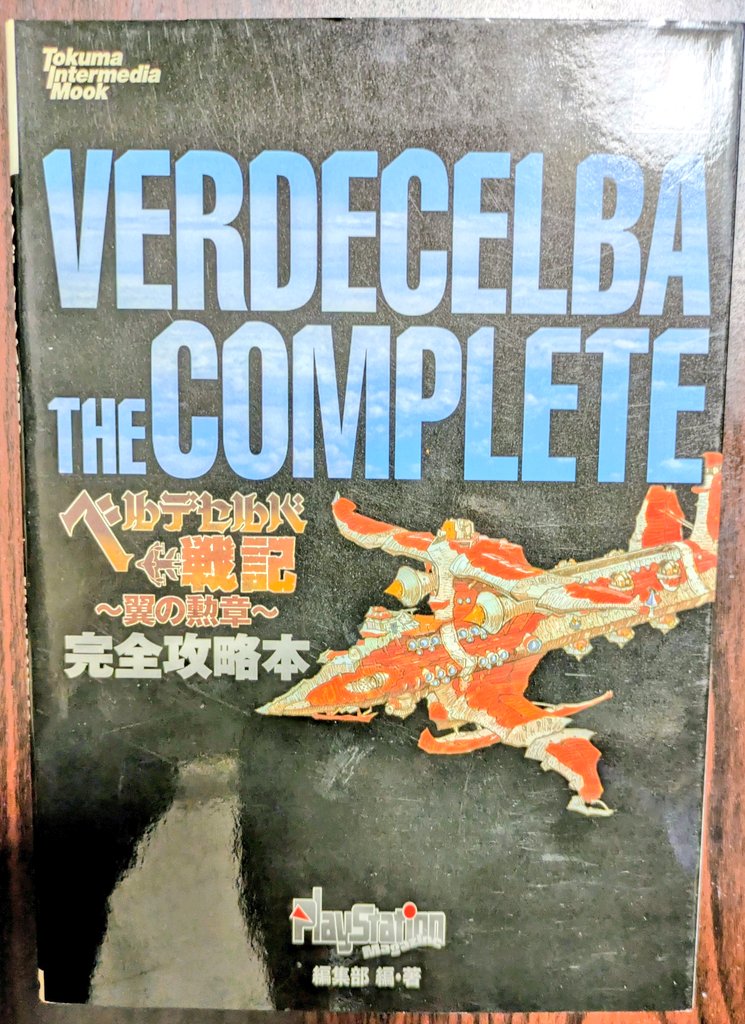 Tokuma
Intermedia
Mook
VERDECELBA
THE COMPLETE
ベルデセルバ
戦記
〜翼の勲章〜
完全攻略本
PlayStation
Magazine
編集部 編・著